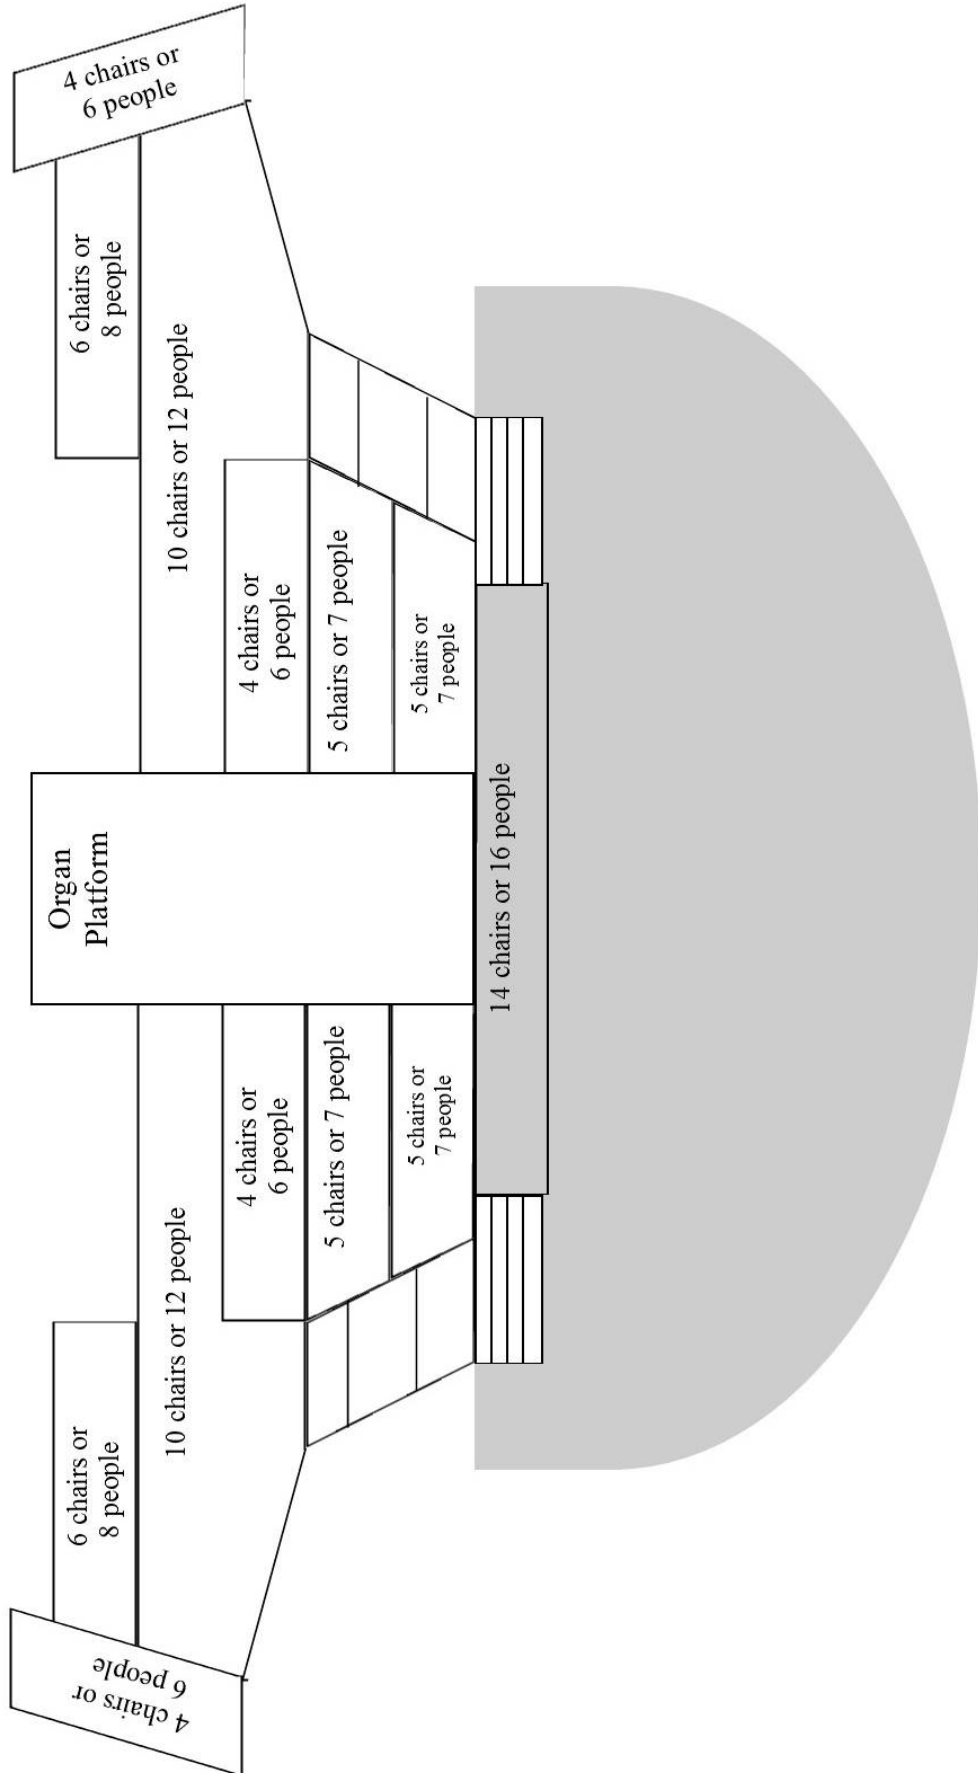 4 chairs or
6 people
6 chairs or
8 people
10 chairs or 12 people
4 chairs or
6 people
5 chairs or 7 people
5 chairs or
7 people
Organ
Platform
14 chairs or 16 people
4 chairs or
6 people
5 chairs or 7 people
5 chairs or
7 people
10 chairs or 12 people
6 chairs or
8 people
4 chairs or
6 people